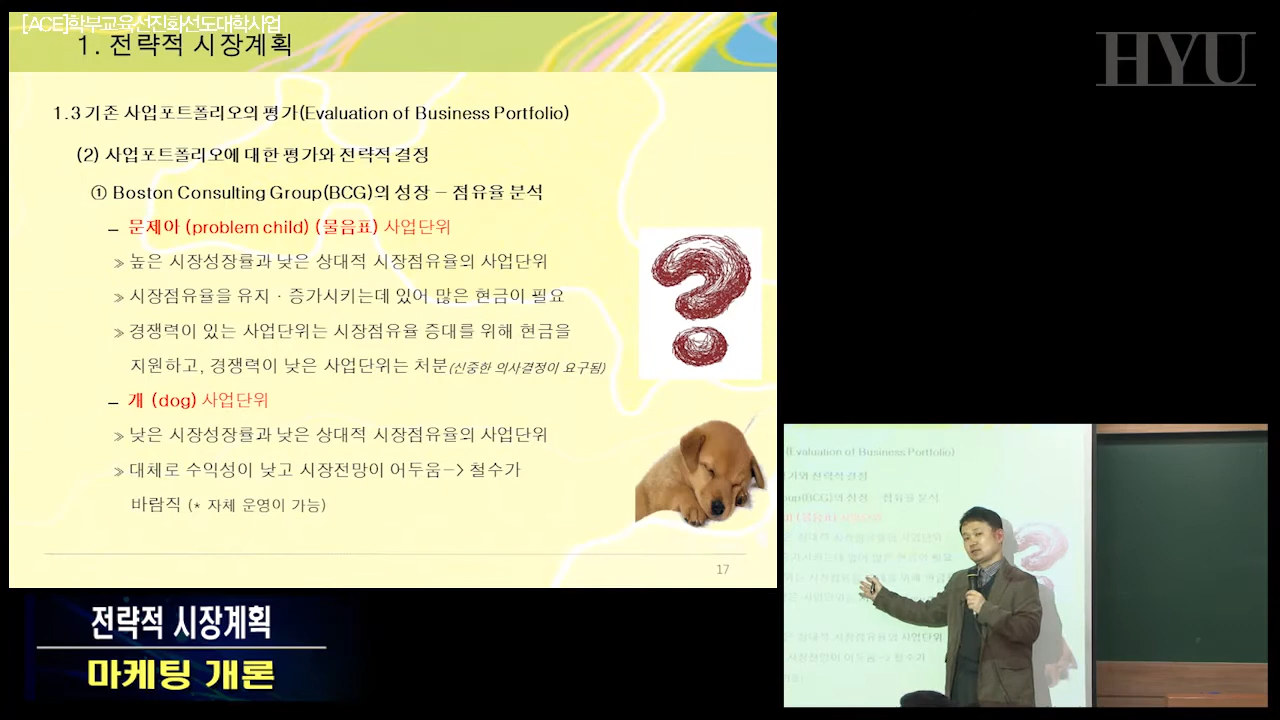 [ACE]학부교육선진화선도대학사업
1. 전략적 시장계획
HYU
1.3 기존 사업포트폴리오의 평가(Evaluation of Business Portfolio)
(2) 사업포트폴리오에 대한 평가와 전략적 결정
① Boston Consulting Group(BCG)의 성장 – 점유율 분석
– 문제아 (problem child) (물음표) 사업단위
» 높은 시장성장률과 낮은 상대적 시장점유율의 사업단위
» 시장점유율을 유지 · 증가시키는데 있어 많은 현금이 필요
» 경쟁력이 있는 사업단위는 시장점유율 증대를 위해 현금을
지원하고, 경쟁력이 낮은 사업단위는 처분(신중한 의사결정이 요구됨)
– 개 (dog) 사업단위
» 낮은 시장성장률과 낮은 상대적 시장점유율의 사업단위
» 대체로 수익성이 낮고 시장전망이 어두움–> 철수가
바람직 (* 자체 운영이 가능)
17
전략적 시장계획
마케팅 개론
(Evaluation of Business Portfolio)